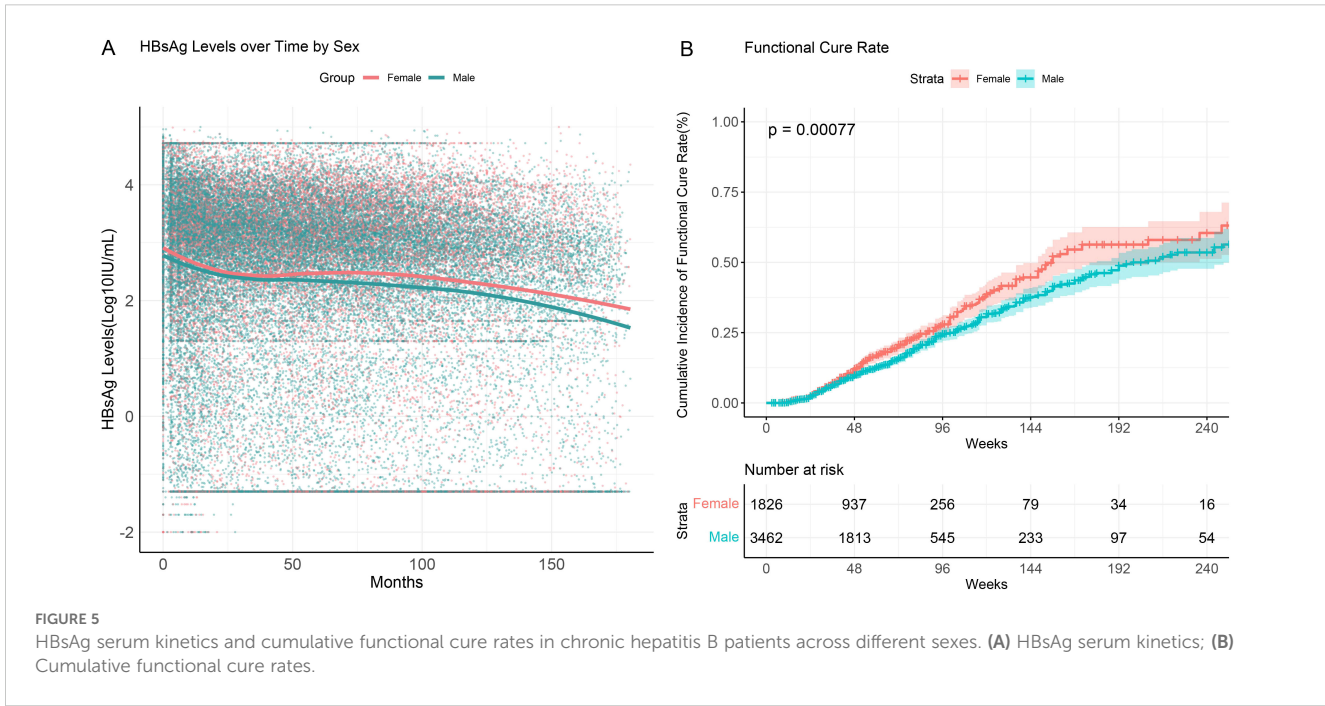 A HBsAg Levels over Time by Sex
Group Female Male
HBsAg Levels(Log10IU/mL)
4
2
0
-2
0 50 100 150
Months
B Functional Cure Rate
Strata Female Male
Cumulative Incidence of Functional Cure Rate(%)
p = 0.00077
1.00
0.75
0.50
0.25
0.00
0 48 96 144 192 240
Weeks
Number at risk
Strata
Female 1826 937 256 79 34 16
Male 3462 1813 545 233 97 54
0 48 96 144 192 240
Weeks
FIGURE 5
HBsAg serum kinetics and cumulative functional cure rates in chronic hepatitis B patients across different sexes. (A) HBsAg serum kinetics; (B)
Cumulative functional cure rates.